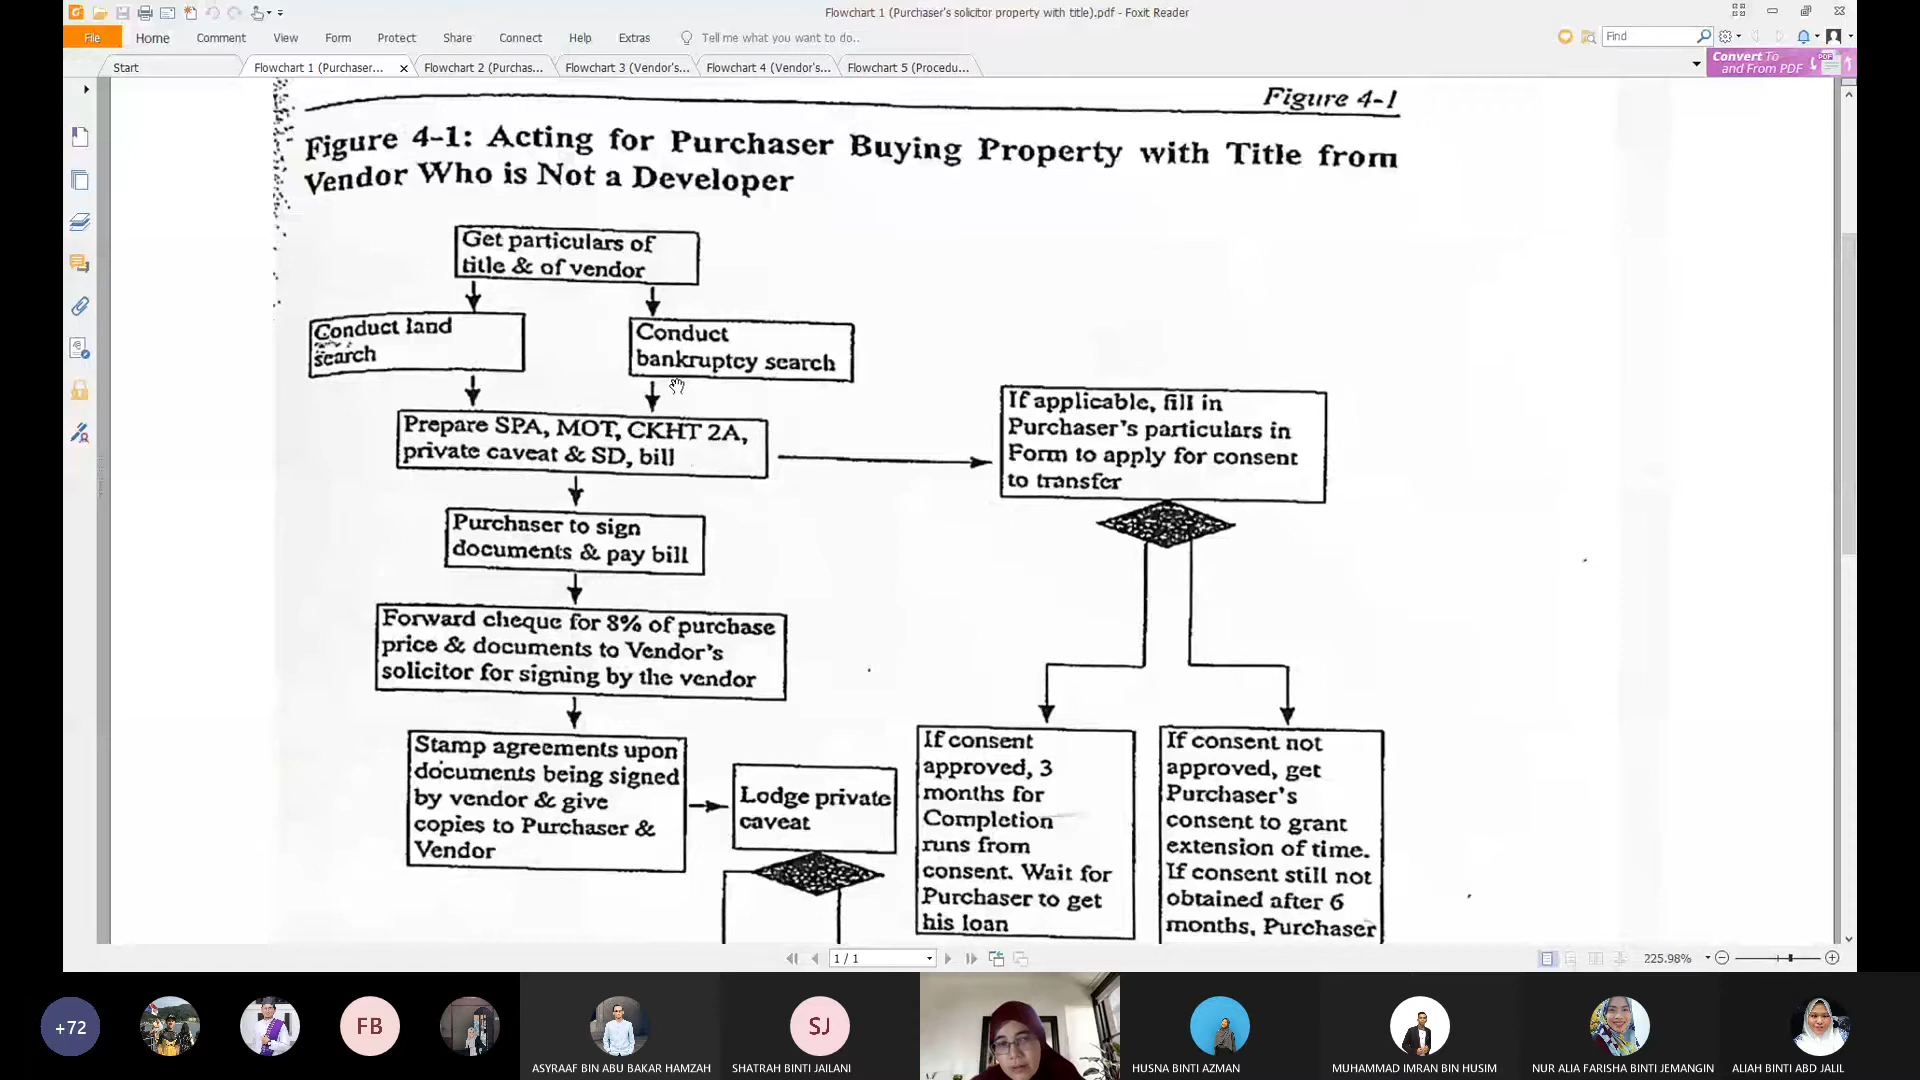 Flowchart 1 (Purchaser's solicitor property with title).pdf - Foxit Reader
File
Home
Comment
View
Form
Protect
Share
Connect
Help
Extras
Tell me what you want to do..
Find
Start
Flowchart 1 (Purchaser...
Flowchart 2 (Purchas...
Flowchart 3 (Vendor's...
Flowchart 4 (Vendor's...
Flowchart 5 (Procedu...
Convert To
and From PDF
PDF
Figure 4-1
Figure 4-1: Acting for Purchaser Buying Property with Title from
Vendor Who is Not a Developer
Get particulars of
title & of vendor
Conduct land
search
Conduct
bankruptcy search
Prepare SPA, MOT, CKHT 2A,
private caveat & SD, bill
If applicable, fill in
Purchaser's particulars in
Form to apply for consent
to transfer
Purchaser to sign
documents & pay bill
Forward cheque for 8% of purchase
price & documents to Vendor's
solicitor for signing by the vendor
Stamp agreements upon
documents being signed
by vendor & give
copies to Purchaser &
Vendor
Lodge private
caveat
If consent
approved, 3
months for
Completion
runs from
consent. Wait for
Purchaser to get
his loan
If consent not
approved, get
Purchaser's
consent to grant
extension of time.
If consent still not
obtained after 6
months, Purchaser
1 / 1
225.98%
+72
FB
ASYRAAF BIN ABU BAKAR HAMZAH
SJ
SHATRAH BINTI JAILANI
HUSNA BINTI AZMAN
MUHAMMAD IMRAN BIN HUSIM
NUR ALIA FARISHA BINTI JEMANGIN
ALIAH BINTI ABD JALIL